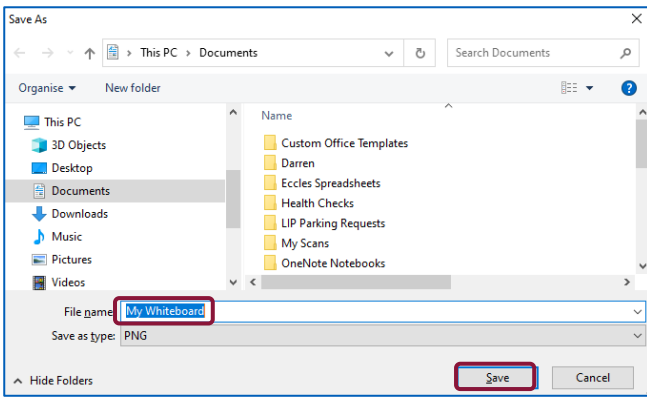 Save As
This PC > Documents
Search Documents
Organise
New folder
?
This PC
3D Objects
Desktop
Documents
Downloads
Music
Pictures
Videos
Name
Custom Office Templates
Darren
Eccles Spreadsheets
Health Checks
LIP Parking Requests
My Scans
OneNote Notebooks
File name
My Whiteboard
Save as type: PNG
Hide Folders
Save
Cancel